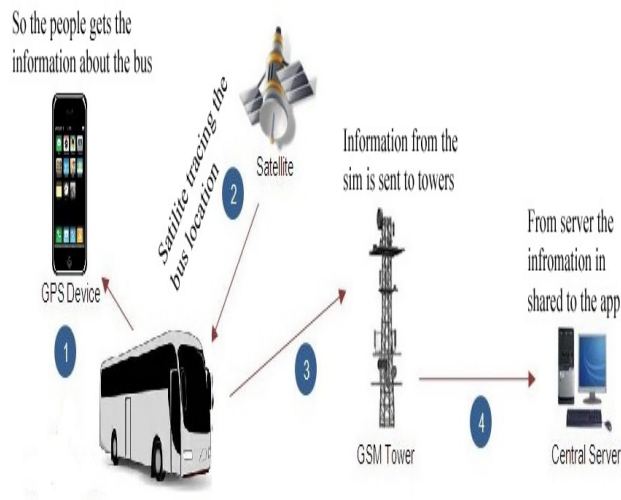 So the people gets the
information about the bus
GPS Device
1
Satilite tracing the
bus location
2
Satellite
3
Information from the
sim is sent to towers
GSM Tower
4
From server the
infromation in
shared to the app
Central Server